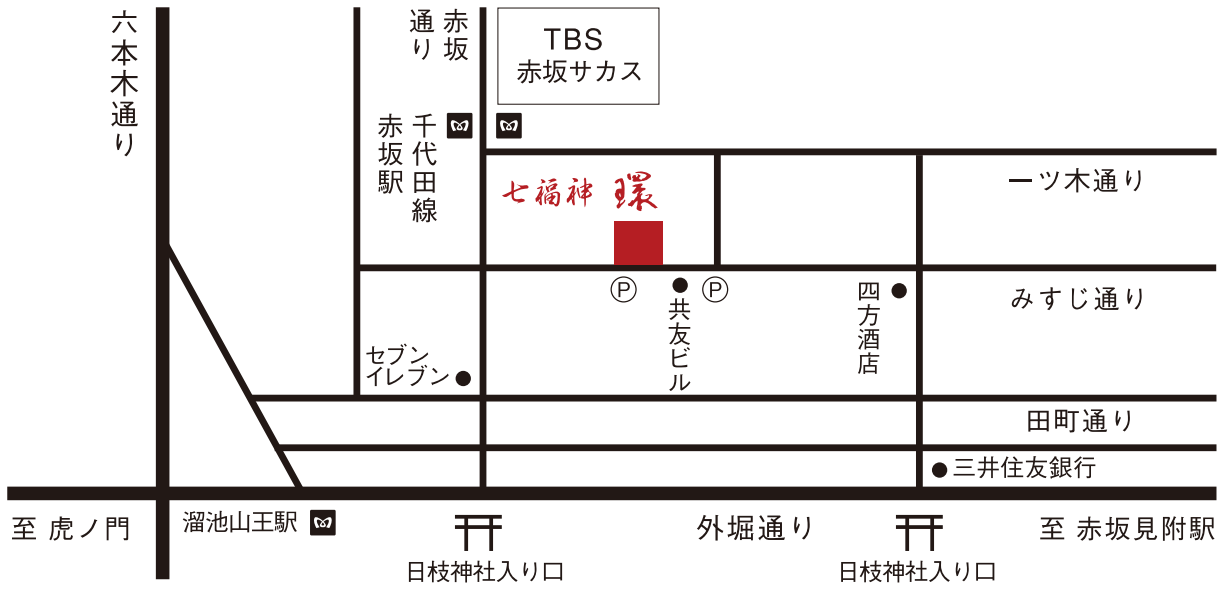 六本木通り
赤坂
通り
TBS
赤坂サカス
千代田線
赤坂駅
七福神 環
一ツ木通り
P
P
共友ビル
四方酒店
みすじ通り
セブン
イレブン
田町通り
三井住友銀行
至 虎ノ門
溜池山王駅
外堀通り
至 赤坂見附駅
日枝神社入り口
日枝神社入り口